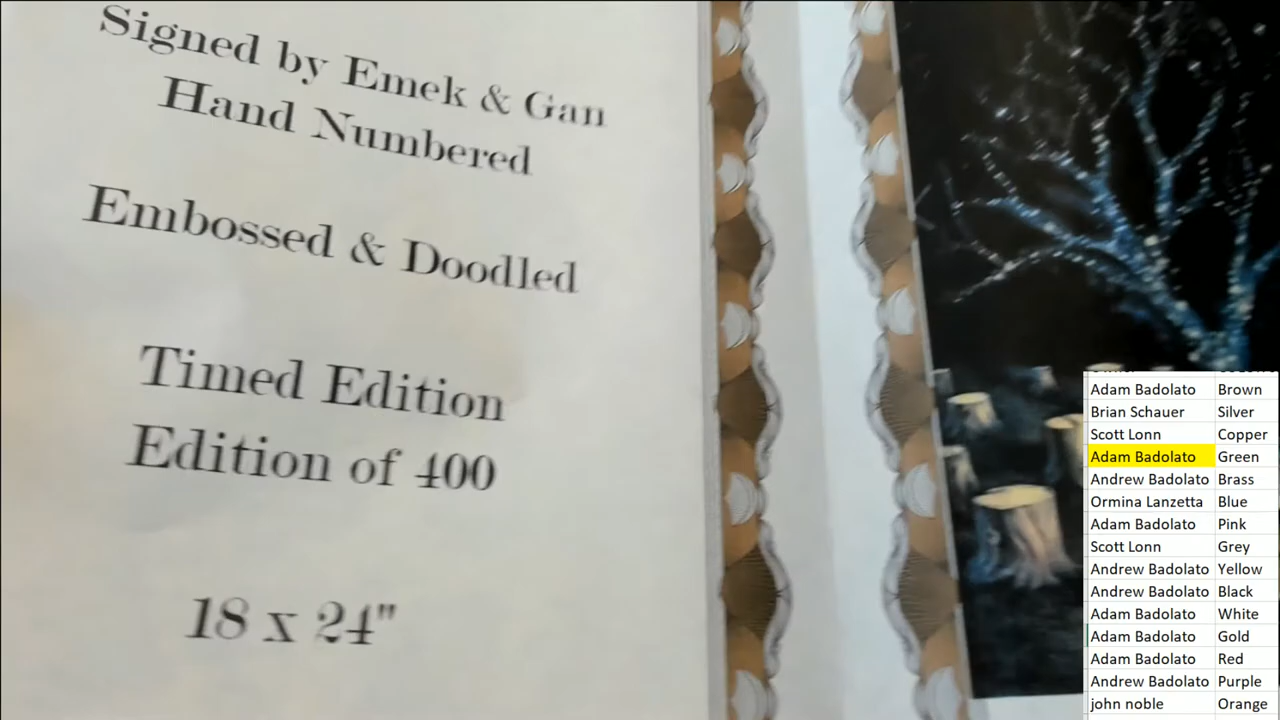 Signed by Emek & Gan
Hand Numbered
Embossed & Doodled
Timed Edition
Edition of 400
18 x 24"
Adam Badolato Brown
Brian Schauer Silver
Scott Lonn Copper
Adam Badolato Green
Andrew Badolato Brass
Ormina Lanzetta Blue
Adam Badolato Pink
Scott Lonn Grey
Andrew Badolato Yellow
Andrew Badolato Black
Adam Badolato White
Adam Badolato Gold
Adam Badolato Red
Andrew Badolato Purple
john noble Orange